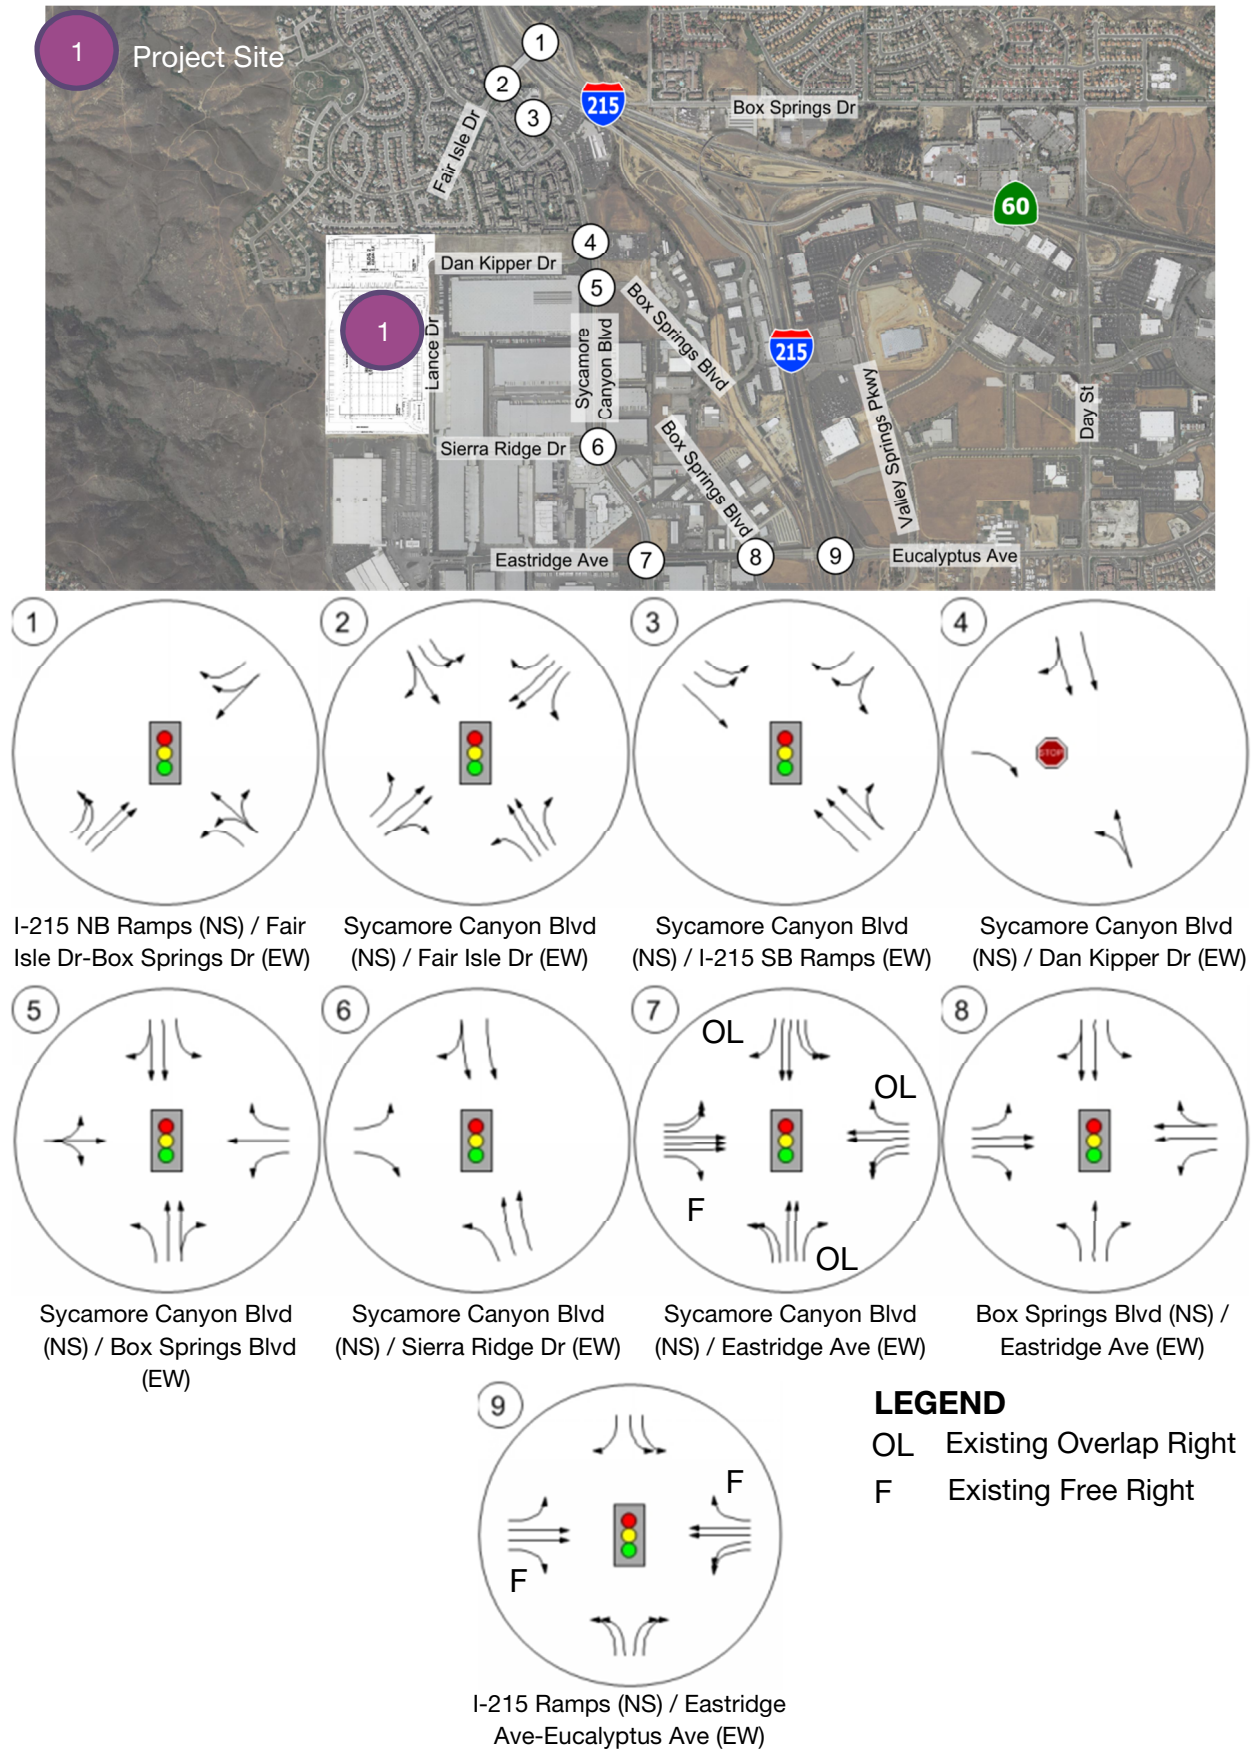 1 Project Site
1
2
3
215
Box Springs Dr
Fair Isle Dr
60
4
Dan Kipper Dr
5
1
Lance Dr
Sycamore
Canyon Blvd
Box Springs Blvd
215
Valley Springs Pkwy
Day St
Sierra Ridge Dr
6
Box Springs Blvd
Eastridge Ave
7
8
9
Eucalyptus Ave
1
I-215 NB Ramps (NS) / Fair
Isle Dr-Box Springs Dr (EW)
2
Sycamore Canyon Blvd
(NS) / Fair Isle Dr (EW)
3
Sycamore Canyon Blvd
(NS) / I-215 SB Ramps (EW)
4
STOP
Sycamore Canyon Blvd
(NS) / Dan Kipper Dr (EW)
5
Sycamore Canyon Blvd
(NS) / Box Springs Blvd
(EW)
6
Sycamore Canyon Blvd
(NS) / Sierra Ridge Dr (EW)
7
OL
OL
F
OL
Sycamore Canyon Blvd
(NS) / Eastridge Ave (EW)
8
Box Springs Blvd (NS) /
Eastridge Ave (EW)
9
F
F
I-215 Ramps (NS) / Eastridge
Ave-Eucalyptus Ave (EW)
LEGEND
OL Existing Overlap Right
F Existing Free Right